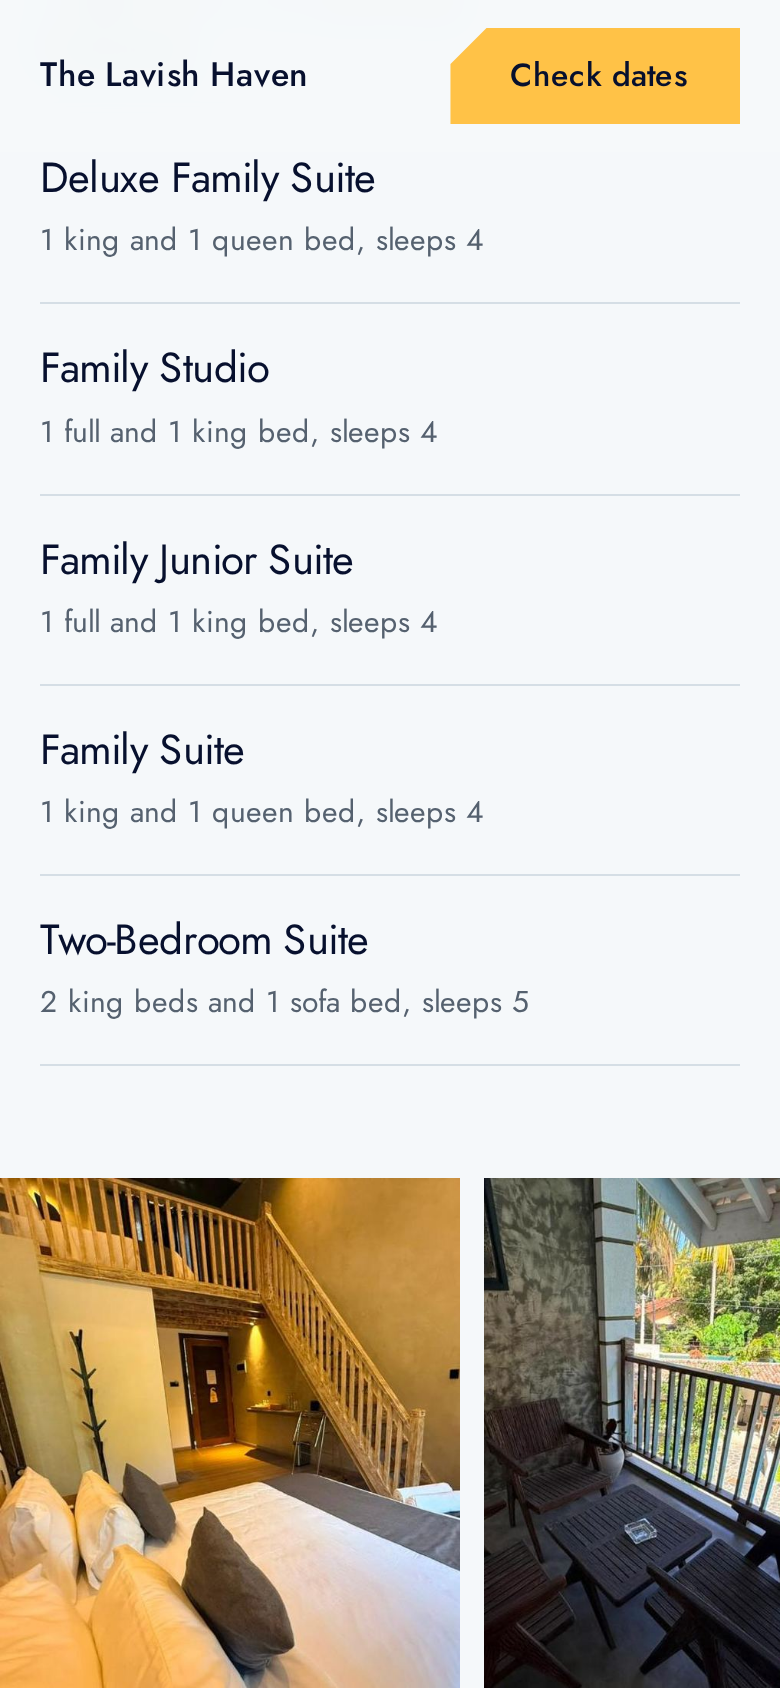 The Lavish Haven
Check dates
Deluxe Family Suite
1 king and 1 queen bed, sleeps 4
Family Studio
1 full and 1 king bed, sleeps 4
Family Junior Suite
1 full and 1 king bed, sleeps 4
Family Suite
1 king and 1 queen bed, sleeps 4
Two-Bedroom Suite
2 king beds and 1 sofa bed, sleeps 5